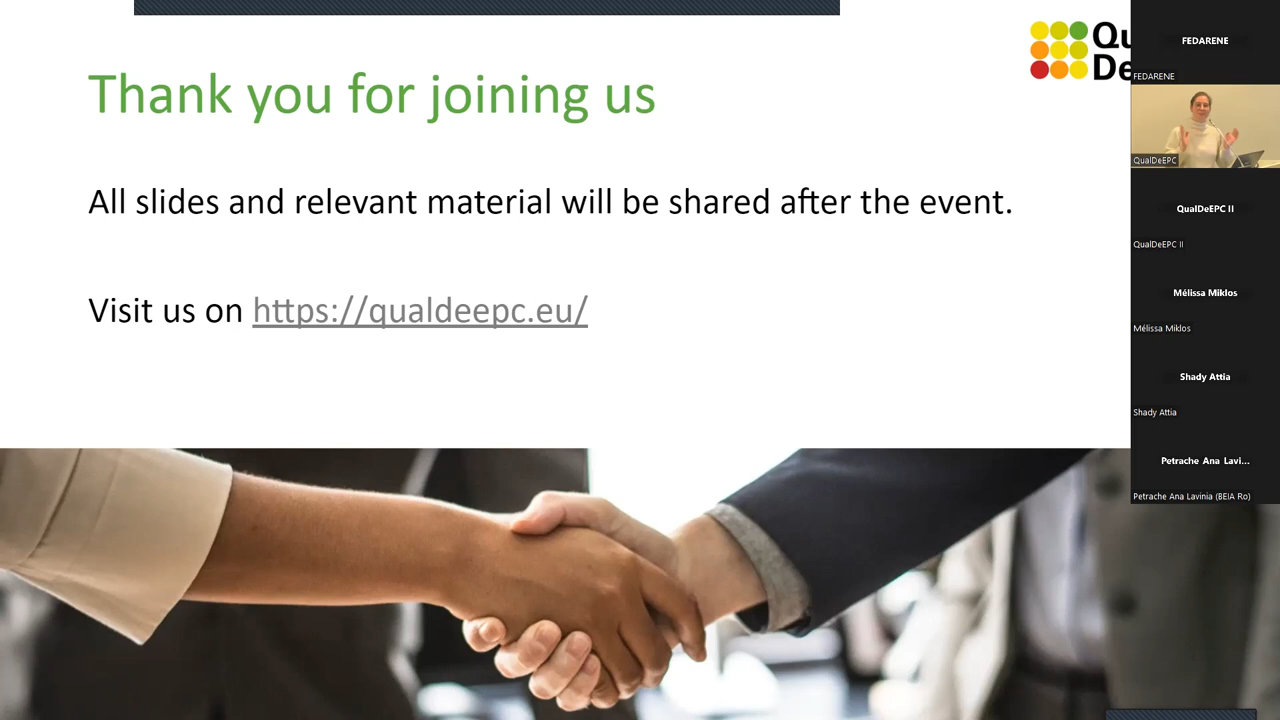 Thank you for joining us
All slides and relevant material will be shared after the event.
Visit us on https://qualdeepc.eu/
Qu
De
FEDARENE
FEDARENE
QualDeEPC
QualDeEPC II
QualDeEPC II
Mélissa Miklos
Mélissa Miklos
Shady Attia
Shady Attia
Petrache Ana Lavi...
Petrache Ana Lavinia (BEIA Ro)